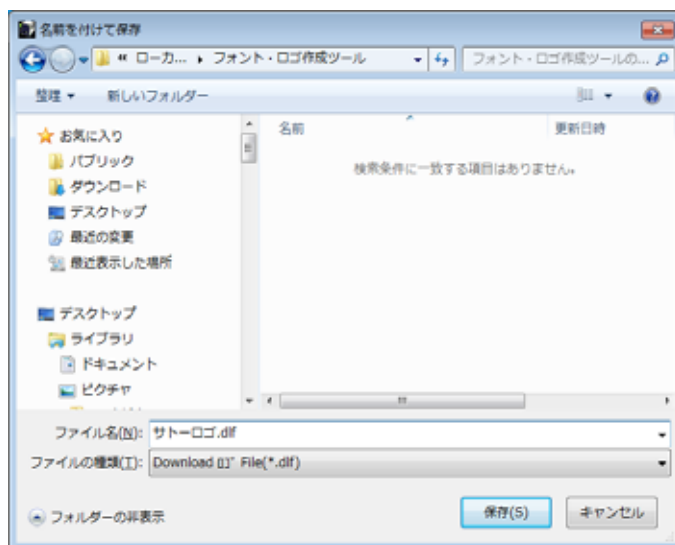 名前を付けて保存
« ローカ... ▸ フォント・ロゴ作成ツール
フォント・ロゴ作成ツールの...
整理 新しいフォルダー
名前 更新日時
検索条件に一致する項目はありません。
お気に入り
パブリック
ダウンロード
デスクトップ
最近の変更
最近表示した場所
デスクトップ
ライブラリ
ドキュメント
ピクチャ
ファイル名(N): サトーロゴ.dlf
ファイルの種類(T): Download ﾛｺﾞ File(*.dlf)
フォルダーの非表示
保存(S) キャンセル